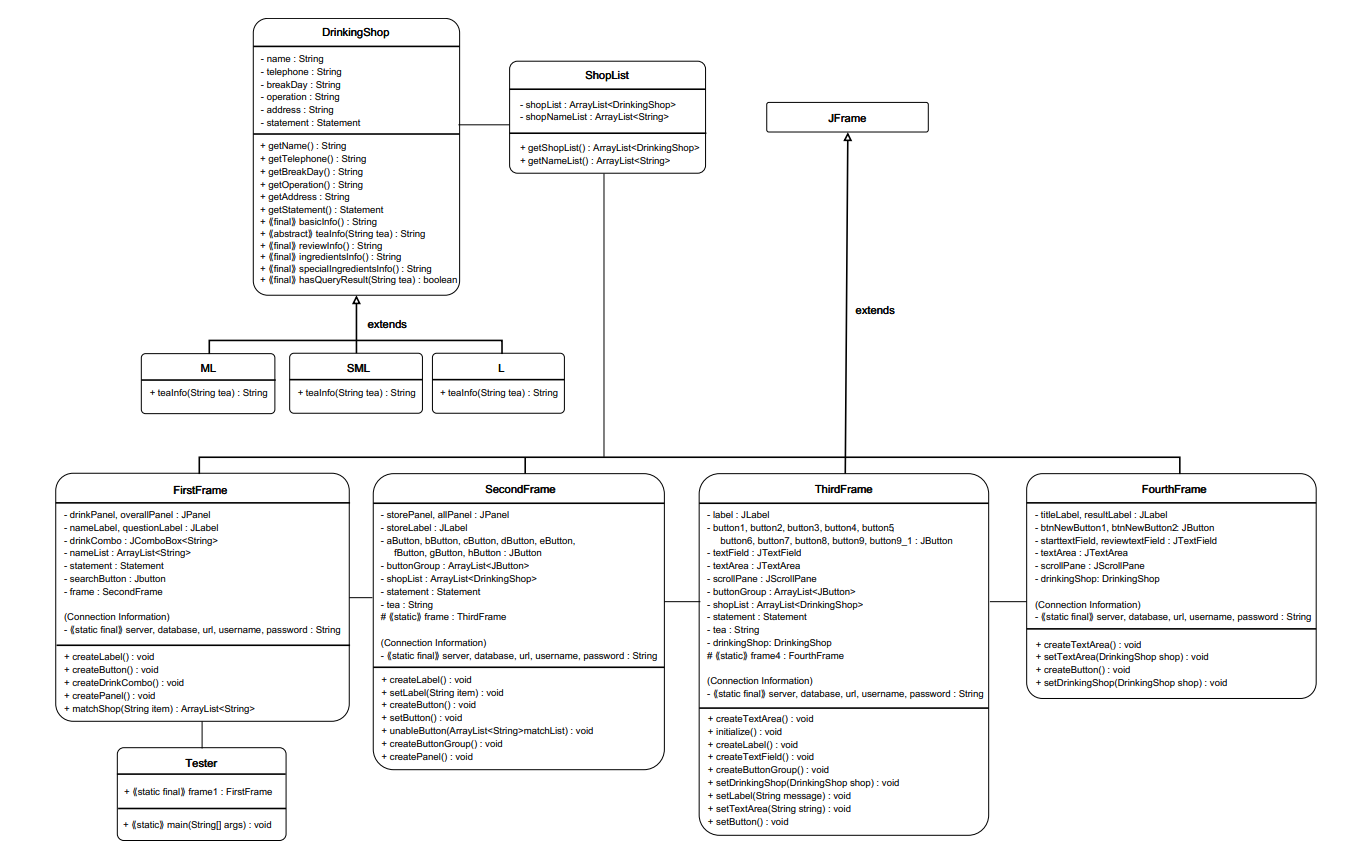 DrinkingShop
- name : String
- telephone : String
- breakDay : String
- operation : String
- address : String
- statement : Statement
+ getName() : String
+ getTelephone() : String
+ getBreakDay() : String
+ getOperation() : String
+ getAddress : String
+ getStatement() : Statement
+ 《final》 basicInfo() : String
+ 《abstract》 teaInfo(String tea) : String
+ 《final》 reviewInfo() : String
+ 《final》 ingredientsInfo() : String
+ 《final》 specialIngredientsInfo() : String
+ 《final》 hasQueryResult(String tea) : boolean
ShopList
- shopList : ArrayList<DrinkingShop>
- shopNameList : ArrayList<String>
+ getShopList() : ArrayList<DrinkingShop>
+ getNameList() : ArrayList<String>
JFrame
extends
extends
ML
+ teaInfo(String tea) : String
SML
+ teaInfo(String tea) : String
L
+ teaInfo(String tea) : String
FirstFrame
- drinkPanel, overallPanel : JPanel
- nameLabel, questionLabel : JLabel
- drinkCombo : JComboBox<String>
- nameList : ArrayList<String>
- statement : Statement
- searchButton : Jbutton
- frame : SecondFrame
(Connection Information)
- 《static final》 server, database, url, username, password : String
+ createLabel() : void
+ createButton() : void
+ createDrinkCombo() : void
+ createPanel() : void
+ matchShop(String item) : ArrayList<String>
SecondFrame
- storePanel, allPanel : JPanel
- storeLabel : JLabel
- aButton, bButton, cButton, dButton, eButton,
fButton, gButton, hButton : JButton
- buttonGroup : ArrayList<JButton>
- shopList : ArrayList<DrinkingShop>
- statement : Statement
- tea : String
# 《static》 frame : ThirdFrame
(Connection Information)
- 《static final》 server, database, url, username, password : String
+ createLabel() : void
+ setLabel(String item) : void
+ createButton() : void
+ setButton() : void
+ unableButton(ArrayList<String>matchList) : void
+ createButtonGroup() : void
+ createPanel() : void
ThirdFrame
- label : JLabel
- button1, button2, button3, button4, button5,
button6, button7, button8, button9, button9_1 : JButton
- textField : JTextField
- textArea : JTextArea
- scrollPane : JScrollPane
- buttonGroup : ArrayList<JButton>
- shopList : ArrayList<DrinkingShop>
- statement : Statement
- tea : String
- drinkingShop: DrinkingShop
# 《static》 frame4 : FourthFrame
(Connection Information)
- 《static final》 server, database, url, username, password : String
+ createTextArea() : void
+ initialize() : void
+ createLabel() : void
+ createTextField() : void
+ createButtonGroup() : void
+ setDrinkingShop(DrinkingShop shop) : void
+ setLabel(String message) : void
+ setTextArea(String string) : void
+ setButton() : void
FourthFrame
- titleLabel, resultLabel : JLabel
- btnNewButton1, btnNewButton2: JButton
- starttextField, reviewtextField : JTextField
- textArea : JTextArea
- scrollPane : JScrollPane
- drinkingShop: DrinkingShop
(Connection Information)
- 《static final》 server, database, url, username, password : String
+ createTextArea() : void
+ setTextArea(DrinkingShop shop) : void
+ createButton() : void
+ setDrinkingShop(DrinkingShop shop) : void
Tester
+ 《static final》 frame1 : FirstFrame
+ 《static》 main(String[] args) : void